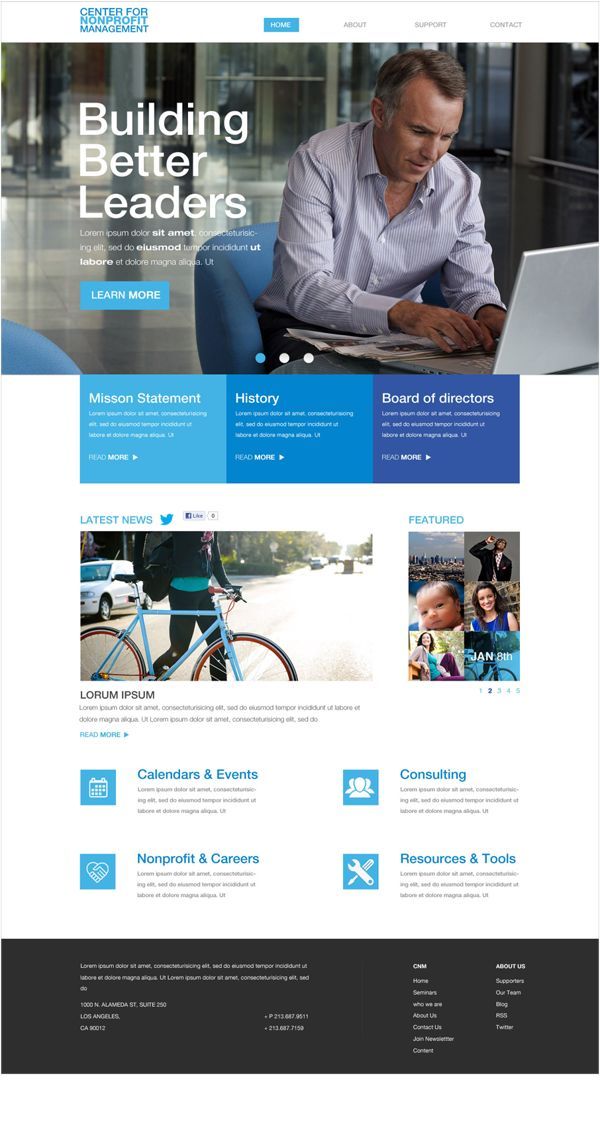 CENTER FOR
NONPROFIT
MANAGEMENT
HOME
ABOUT
SUPPORT
CONTACT
Building
Better
Leaders
Lorem ipsum dolor sit amet, consecteturisic-
ing elit, sed do eiusmod tempor incididunt ut
labore et dolore magna aliqua. Ut
LEARN MORE
Misson Statement
Lorem ipsum dolor sit amet, consecteturisicing
elit, sed do eiusmod tempor incididunt ut
labore et dolore magna aliqua. Ut
READ MORE
History
Lorem ipsum dolor sit amet, consecteturisicing
elit, sed do eiusmod tempor incididunt ut
labore et dolore magna aliqua. Ut
READ MORE
Board of directors
Lorem ipsum dolor sit amet, consecteturisicing
elit, sed do eiusmod tempor incididunt ut
labore et dolore magna aliqua. Ut
READ MORE
LATEST NEWS
Like 0
LORUM IPSUM
Lorem ipsum dolor sit amet, consecteturisicing elit, sed do eiusmod tempor incididunt ut labore et
dolore magna aliqua. Ut Lorem ipsum dolor sit amet, consecteturisicing elit, sed do
READ MORE
FEATURED
JAN 8th
1 2 3 4 5
Calendars & Events
Lorem ipsum dolor sit amet, consecteturisic-
ing elit, sed do eiusmod tempor incididunt ut
labore et dolore magna aliqua. Ut
Consulting
Lorem ipsum dolor sit amet, consecteturisic-
ing elit, sed do eiusmod tempor incididunt ut
labore et dolore magna aliqua. Ut
Nonprofit & Careers
Lorem ipsum dolor sit amet, consecteturisic-
ing elit, sed do eiusmod tempor incididunt ut
labore et dolore magna aliqua. Ut
Resources & Tools
Lorem ipsum dolor sit amet, consecteturisic-
ing elit, sed do eiusmod tempor incididunt ut
labore et dolore magna aliqua. Ut
Lorem ipsum dolor sit amet, consecteturisicing elit, sed do eiusmod tempor incididunt ut
labore et dolore magna aliqua. Ut Lorem ipsum dolor sit amet, consecteturisicing elit, sed
do
1000 N. ALAMEDA ST, SUITE 250
LOS ANGELES,
CA 90012
+ P 213.687.9511
+ 213.687.7159
CNM
Home
Seminars
who we are
About Us
Contact Us
Join Newslettter
Content
ABOUT US
Supporters
Our Team
Blog
RSS
Twitter